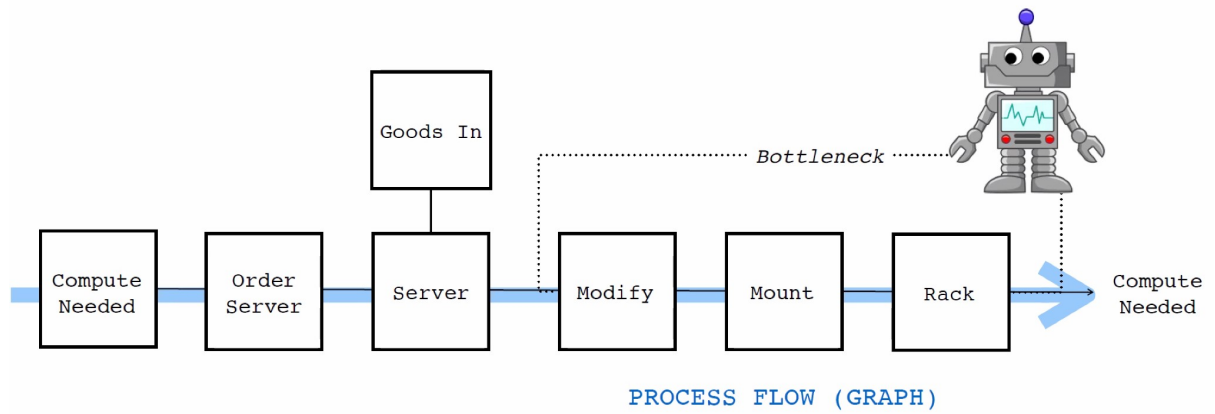 Goods In
Bottleneck
Compute
Needed
Order
Server
Server
Modify
Mount
Rack
Compute
Needed
PROCESS FLOW (GRAPH)